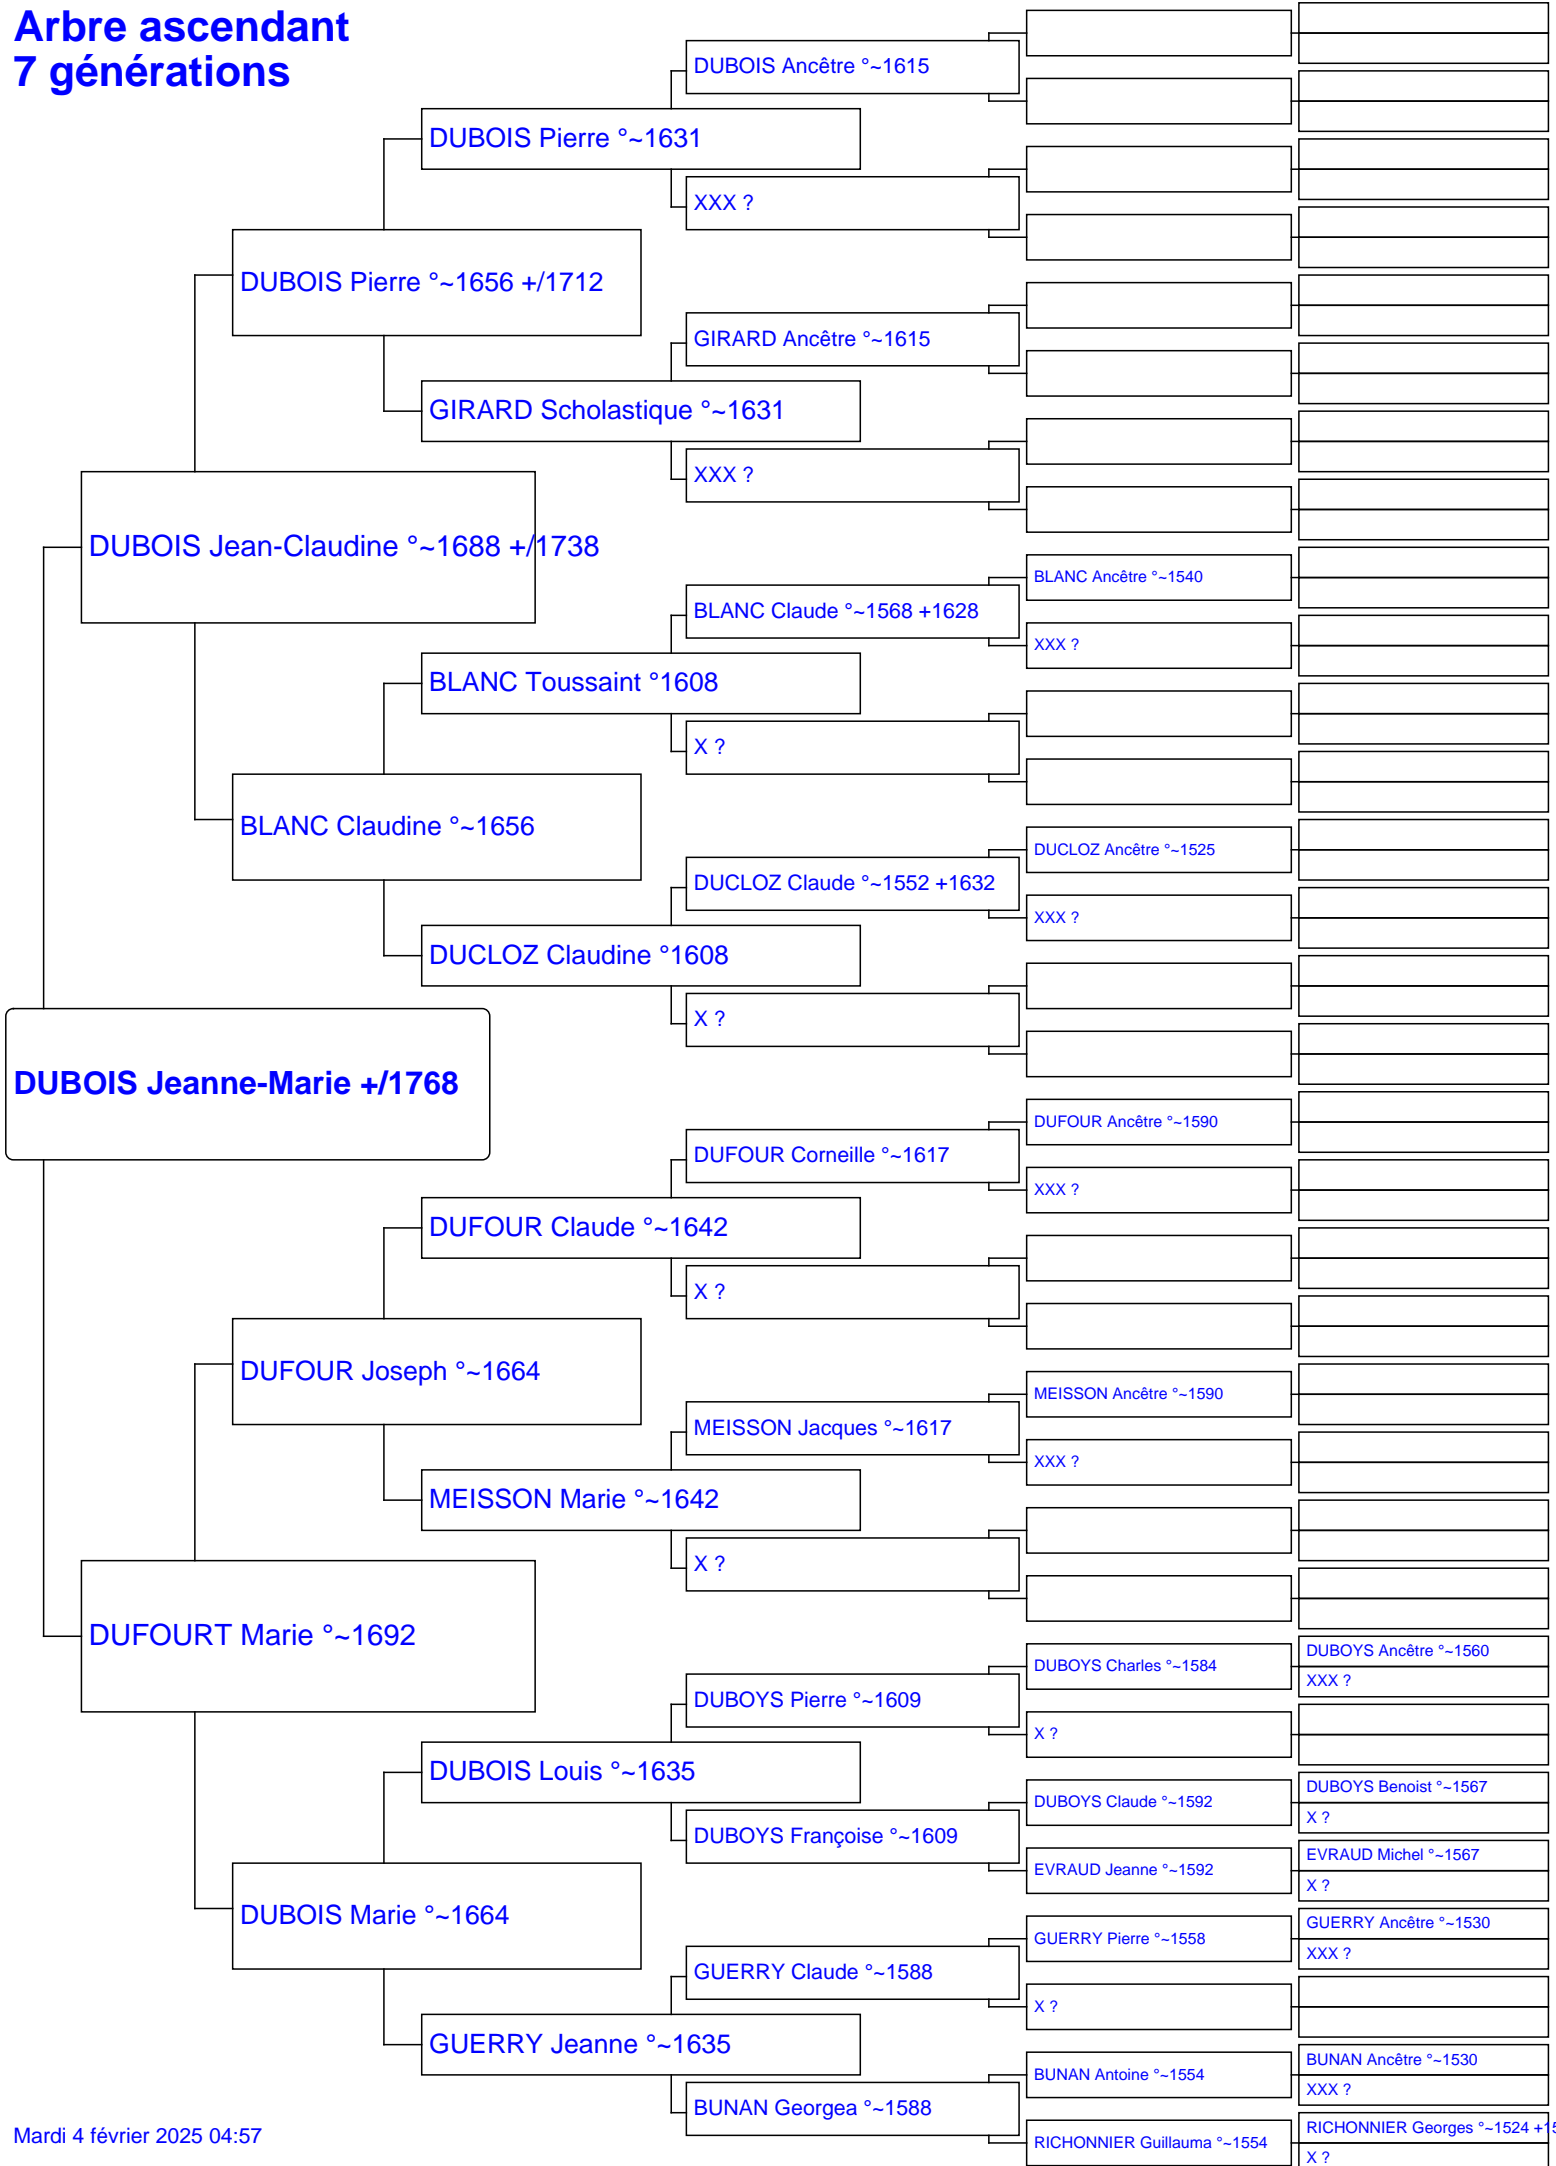 Arbre ascendant
7 générations
DUBOIS Ancêtre °~1615
DUBOIS Pierre °~1631
XXX ?
DUBOIS Pierre °~1656 +/1712
GIRARD Ancêtre °~1615
GIRARD Scholastique °~1631
XXX ?
DUBOIS Jean-Claudine °~1688 +/1738
BLANC Ancêtre °~1540
BLANC Claude °~1568 +1628
XXX ?
BLANC Toussaint °1608
X ?
BLANC Claudine °~1656
DUCLOZ Ancêtre °~1525
DUCLOZ Claude °~1552 +1632
XXX ?
DUCLOZ Claudine °1608
X ?
DUBOIS Jeanne-Marie +/1768
DUFOUR Ancêtre °~1590
DUFOUR Corneille °~1617
XXX ?
DUFOUR Claude °~1642
X ?
DUFOUR Joseph °~1664
MEISSON Ancêtre °~1590
MEISSON Jacques °~1617
XXX ?
MEISSON Marie °~1642
X ?
DUFOURT Marie °~1692
DUBOYS Ancêtre °~1560
DUBOYS Charles °~1584
XXX ?
DUBOYS Pierre °~1609
X ?
DUBOIS Louis °~1635
DUBOYS Benoist °~1567
DUBOYS Claude °~1592
X ?
DUBOYS Françoise °~1609
EVRAUD Michel °~1567
EVRAUD Jeanne °~1592
X ?
DUBOIS Marie °~1664
GUERRY Ancêtre °~1530
GUERRY Pierre °~1558
XXX ?
GUERRY Claude °~1588
X ?
GUERRY Jeanne °~1635
BUNAN Ancêtre °~1530
BUNAN Antoine °~1554
XXX ?
BUNAN Georgea °~1588
RICHONNIER Georges °~1524
RICHONNIER Guillauma °~1554
X ?
Mardi 4 février 2025 04:57